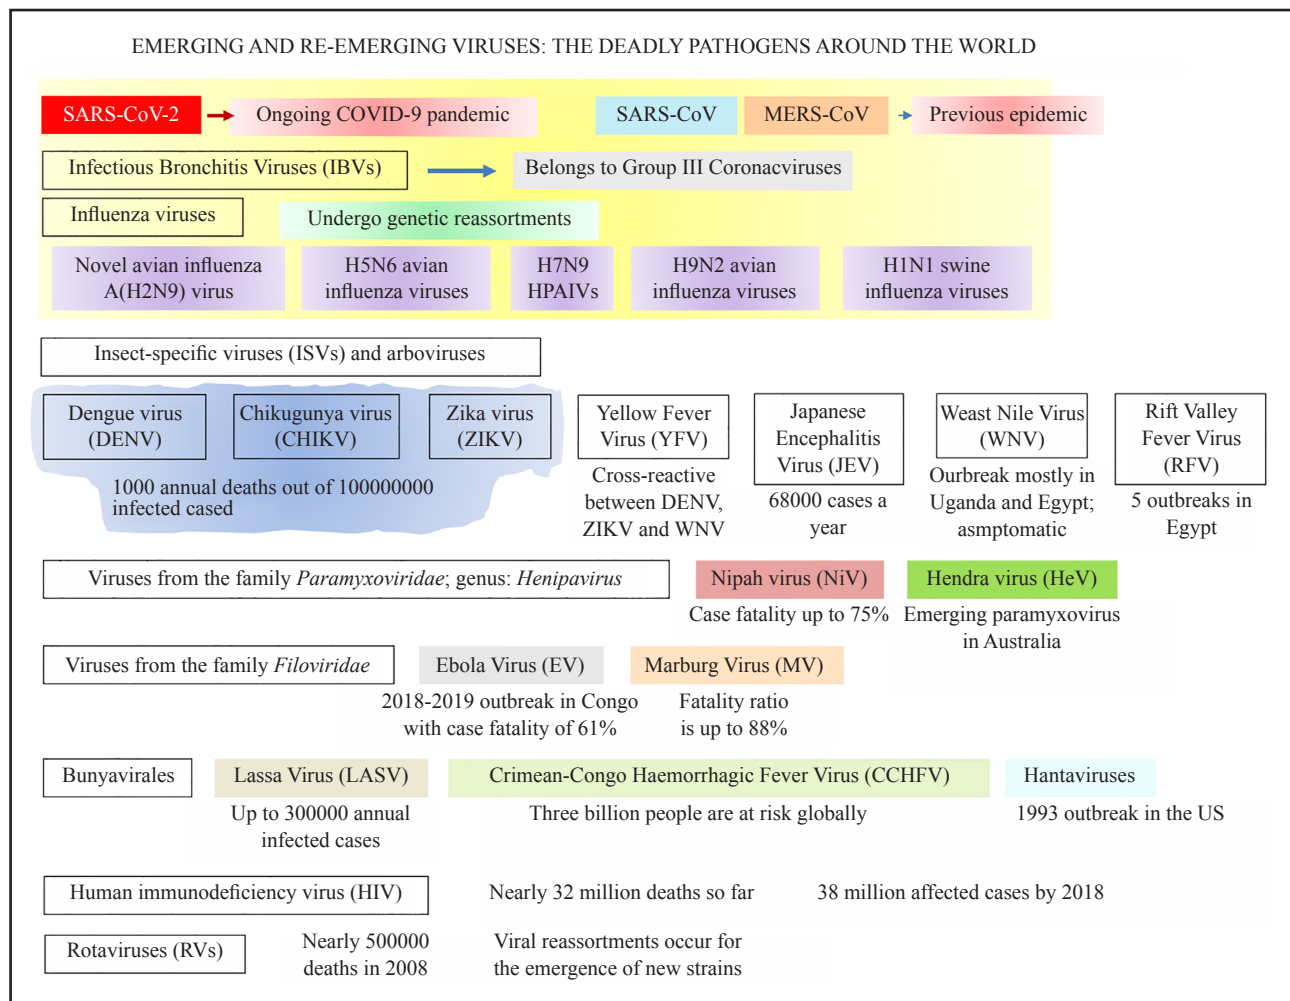 EMERGING AND RE-EMERGING VIRUSES: THE DEADLY PATHOGENS AROUND THE WORLD
SARS-CoV-2
Ongoing COVID-9 pandemic
SARS-CoV
MERS-CoV
Previous epidemic
Infectious Bronchitis Viruses (IBVs)
Belongs to Group III Coronacviruses
Influenza viruses
Undergo genetic reassortments
Novel avian influenza
A(H2N9) virus
H5N6 avian
influenza viruses
H7N9
HPAIVs
H9N2 avian
influenza viruses
H1N1 swine
influenza viruses
Insect-specific viruses (ISVs) and arboviruses
Dengue virus
(DENV)
Chikugunya virus
(CHIKV)
Zika virus
(ZIKV)
1000 annual deaths out of 100000000
infected cased
Yellow Fever
Virus (YFV)
Cross-reactive
between DENV,
ZIKV and WNV
Japanese
Encephalitis
Virus (JEV)
68000 cases a
year
Weast Nile Virus
(WNV)
Ourbreak mostly in
Uganda and Egypt;
asmptomatic
Rift Valley
Fever Virus
(RFV)
5 outbreaks in
Egypt
Viruses from the family Paramyxoviridae; genus: Henipavirus
Nipah virus (NiV)
Case fatality up to 75%
Hendra virus (HeV)
Emerging paramyxovirus
in Australia
Viruses from the family Filoviridae
Ebola Virus (EV)
2018-2019 outbreak in Congo
with case fatality of 61%
Marburg Virus (MV)
Fatality ratio
is up to 88%
Bunyavirales
Lassa Virus (LASV)
Up to 300000 annual
infected cases
Crimean-Congo Haemorrhagic Fever Virus (CCHFV)
Three billion people are at risk globally
Hantaviruses
1993 outbreak in the US
Human immunodeficiency virus (HIV)
Nearly 32 million deaths so far
38 million affected cases by 2018
Rotaviruses (RVs)
Nearly 500000
deaths in 2008
Viral reassortments occur for
the emergence of new strains